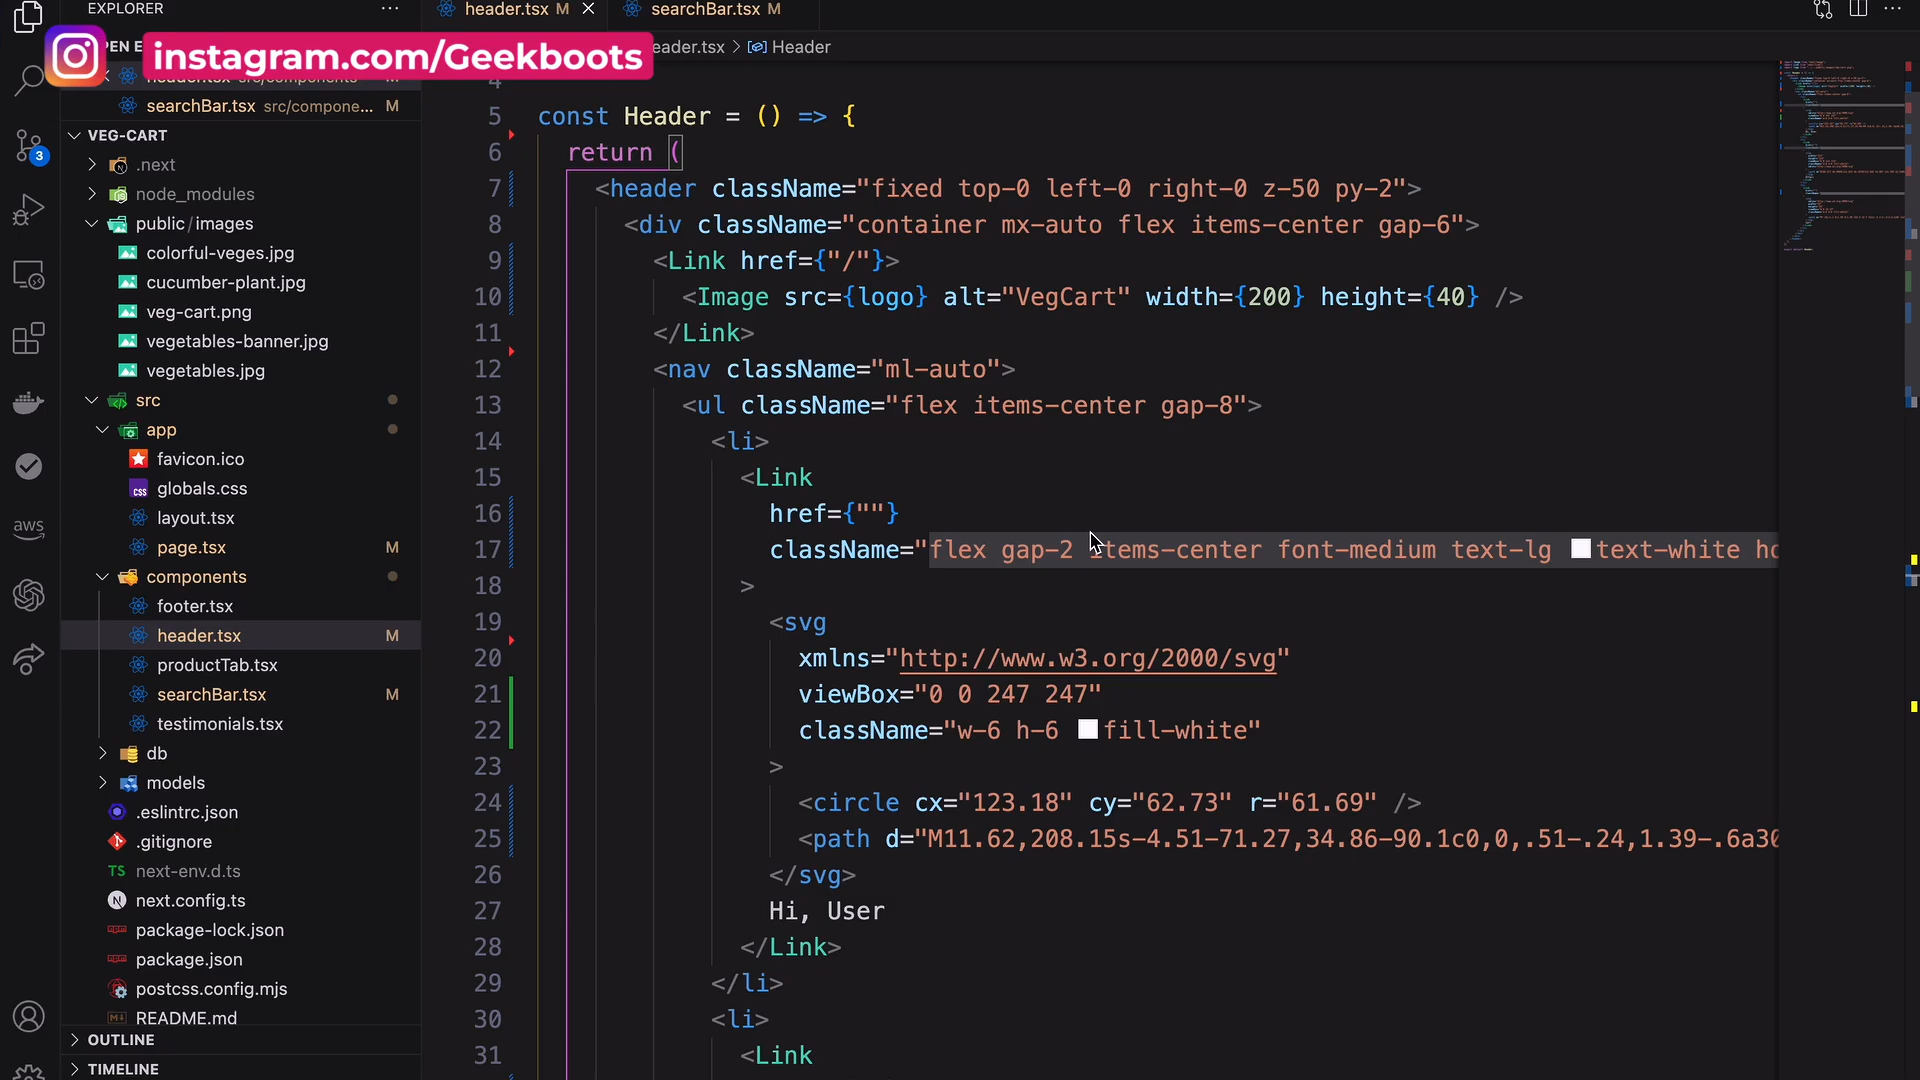 EXPLORER
header.tsx M
searchBar.tsx M
instagram.com/Geekboots
header.tsx src/components M
searchBar.tsx src/compone... M
eader.tsx > Header
VEG-CART
.next
node_modules
public/images
colorful-veges.jpg
cucumber-plant.jpg
veg-cart.png
vegetables-banner.jpg
vegetables.jpg
src
app
favicon.ico
globals.css
layout.tsx
page.tsx M
components
footer.tsx
header.tsx M
productTab.tsx
searchBar.tsx M
testimonials.tsx
db
models
.eslintrc.json
.gitignore
TS next-env.d.ts
next.config.ts
package-lock.json
package.json
postcss.config.mjs
README.md
OUTLINE
TIMELINE
3
aws
4
5 const Header = () => {
6 return (
7 <header className="fixed top-0 left-0 right-0 z-50 py-2">
8 <div className="container mx-auto flex items-center gap-6">
9 <Link href={"/"}>
10 <Image src={logo} alt="VegCart" width={200} height={40} />
11 </Link>
12 <nav className="ml-auto">
13 <ul className="flex items-center gap-8">
14 <li>
15 <Link
16 href={""}
17 className="flex gap-2 items-center font-medium text-lg text-white ho
18 >
19 <svg
20 xmlns="http://www.w3.org/2000/svg"
21 viewBox="0 0 247 247"
22 className="w-6 h-6 fill-white"
23 >
24 <circle cx="123.18" cy="62.73" r="61.69" />
25 <path d="M11.62,208.15s-4.51-71.27,34.86-90.1c0,0,.51-.24,1.39-.6a30
26 </svg>
27 Hi, User
28 </Link>
29 </li>
30 <li>
31 <Link